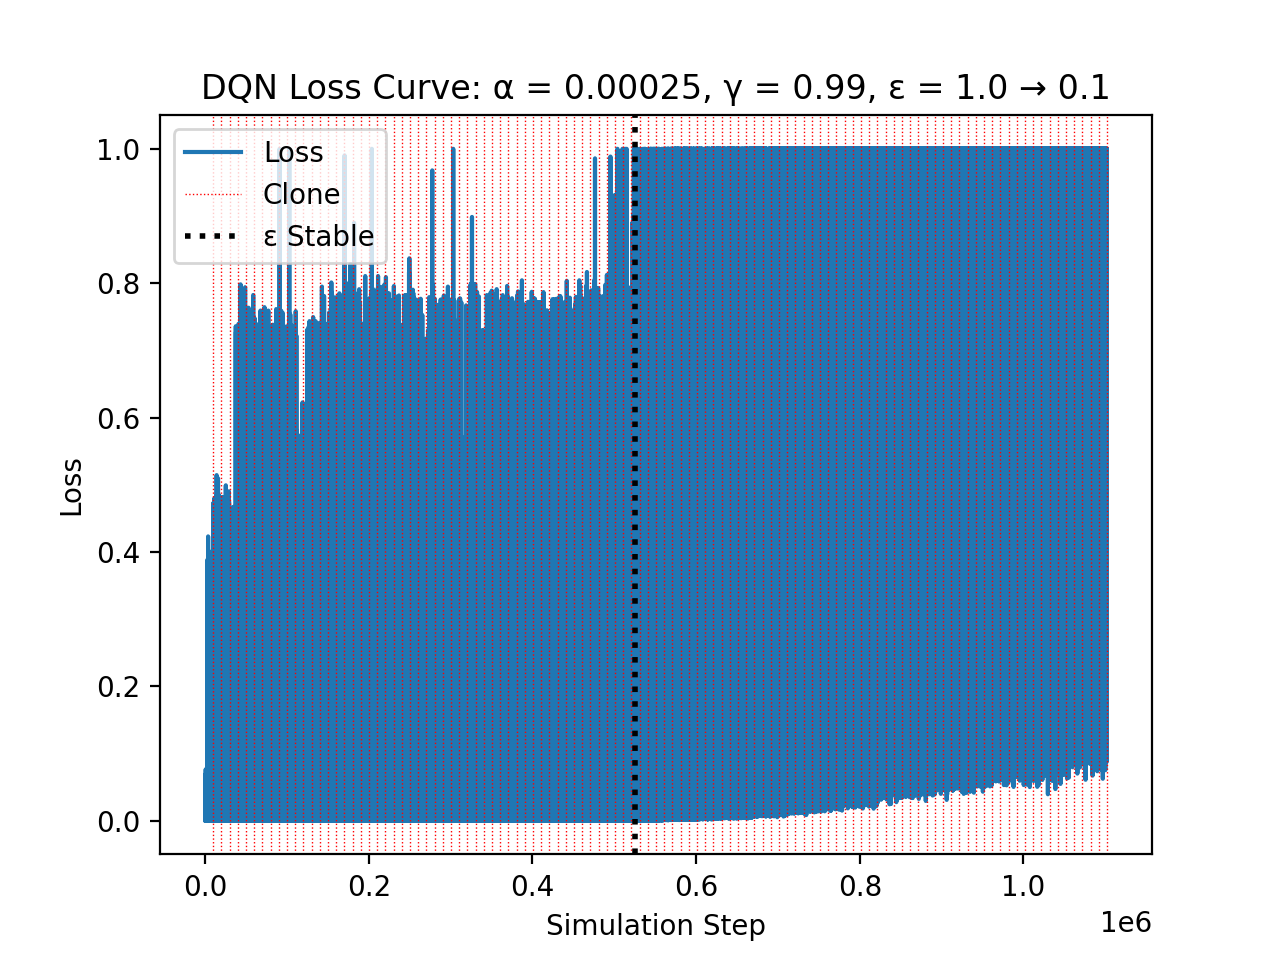 DQN Loss Curve: α = 0.00025, γ = 0.99, ε = 1.0 → 0.1
Loss
Clone
ε Stable
1.0
0.8
0.6
0.4
0.2
0.0
Loss
0.0 0.2 0.4 0.6 0.8 1.0
1e6
Simulation Step